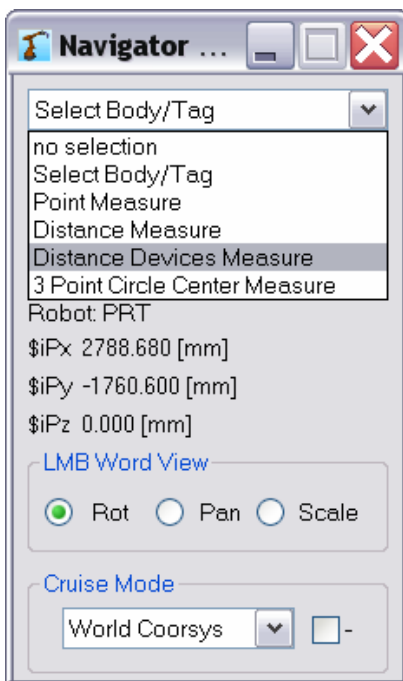 Navigator ...
Select Body/Tag
no selection
Select Body/Tag
Point Measure
Distance Measure
Distance Devices Measure
3 Point Circle Center Measure
Robot: PRT
$iPx 2788.680 [mm]
$iPy -1760.600 [mm]
$iPz 0.000 [mm]
LMB Word View
Rot Pan Scale
Cruise Mode
World Coorsys -